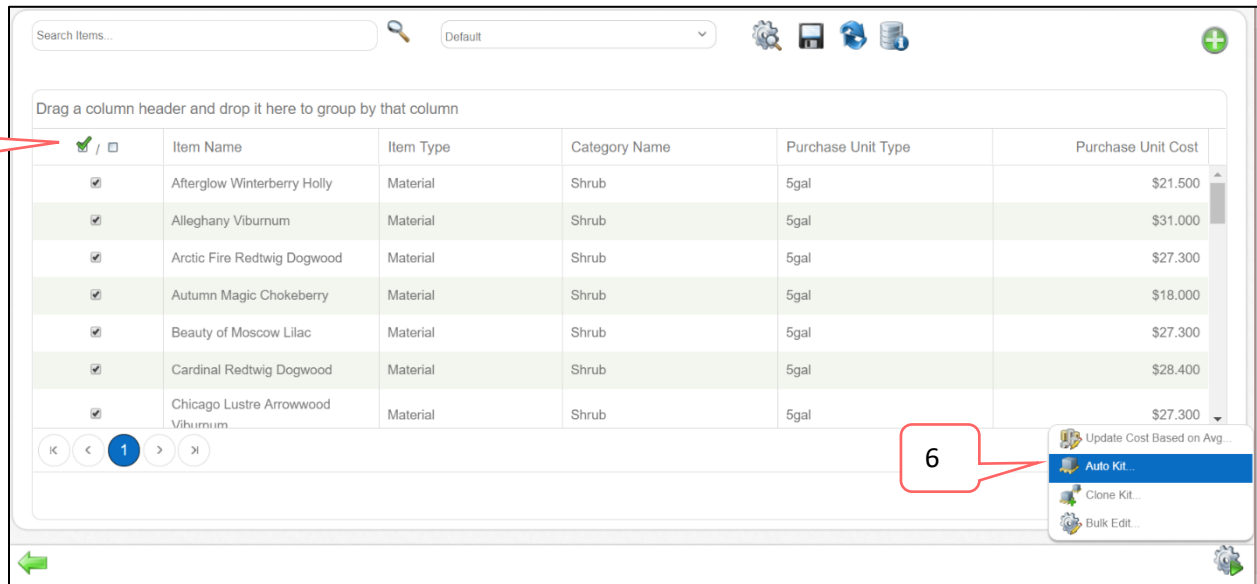 Search Items...
Default
Drag a column header and drop it here to group by that column
/ Item Name Item Type Category Name Purchase Unit Type Purchase Unit Cost
Afterglow Winterberry Holly Material Shrub 5gal $21.500
Alleghany Viburnum Material Shrub 5gal $31.000
Arctic Fire Redtwig Dogwood Material Shrub 5gal $27.300
Autumn Magic Chokeberry Material Shrub 5gal $18.000
Beauty of Moscow Lilac Material Shrub 5gal $27.300
Cardinal Redtwig Dogwood Material Shrub 5gal $28.400
Chicago Lustre Arrowwood
Viburnum Material Shrub 5gal $27.300
1
6
Update Cost Based on Avg...
Auto Kit...
Clone Kit...
Bulk Edit...